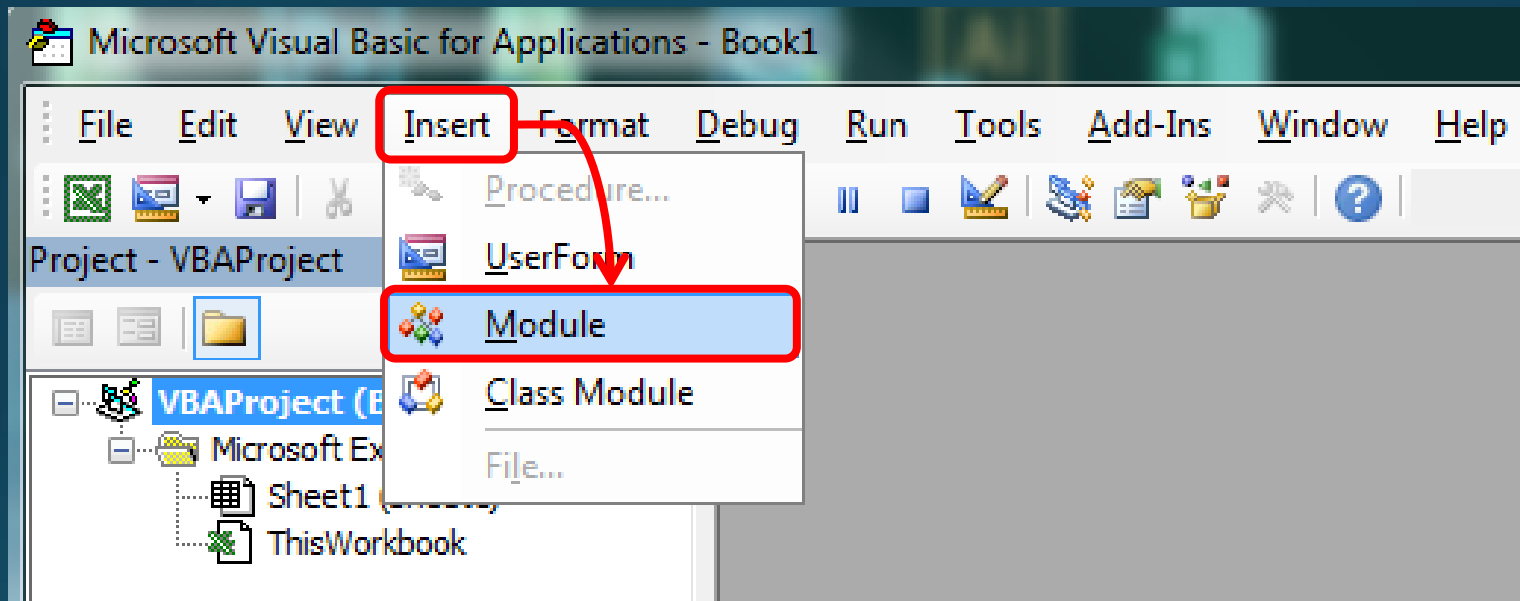 Microsoft Visual Basic for Applications - Book1
File Edit View Insert Format Debug Run Tools Add-Ins Window Help
Procedure...
Project - VBAProject
UserForm
Module
VBAProject
Class Module
Microsoft
File...
Sheet1
ThisWorkbook